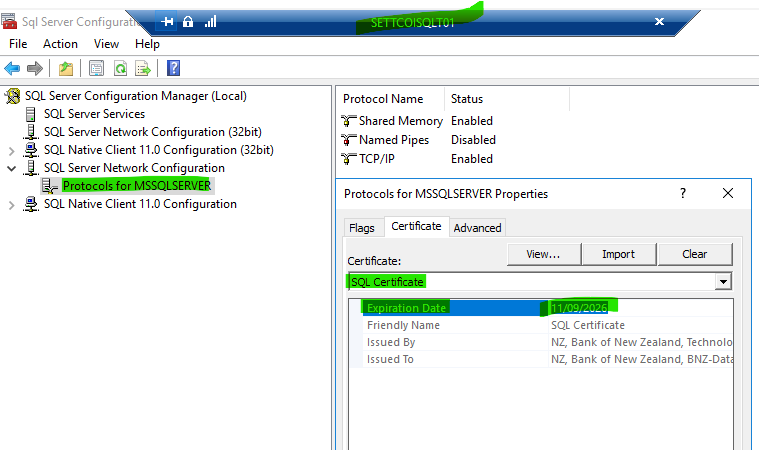 Sql Server Configura
SETTCOISQLT01
File Action View Help
SQL Server Configuration Manager (Local)
SQL Server Services
SQL Server Network Configuration (32bit)
SQL Native Client 11.0 Configuration (32bit)
SQL Server Network Configuration
Protocols for MSSQLSERVER
SQL Native Client 11.0 Configuration
Protocol Name Status
Shared Memory Enabled
Named Pipes Disabled
TCP/IP Enabled
Protocols for MSSQLSERVER Properties
Flags Certificate Advanced
View... Import Clear
Certificate:
SQL Certificate
Expiration Date 11/09/2026
Friendly Name SQL Certificate
Issued By NZ, Bank of New Zealand, Technolo
Issued To NZ, Bank of New Zealand, BNZ-Data